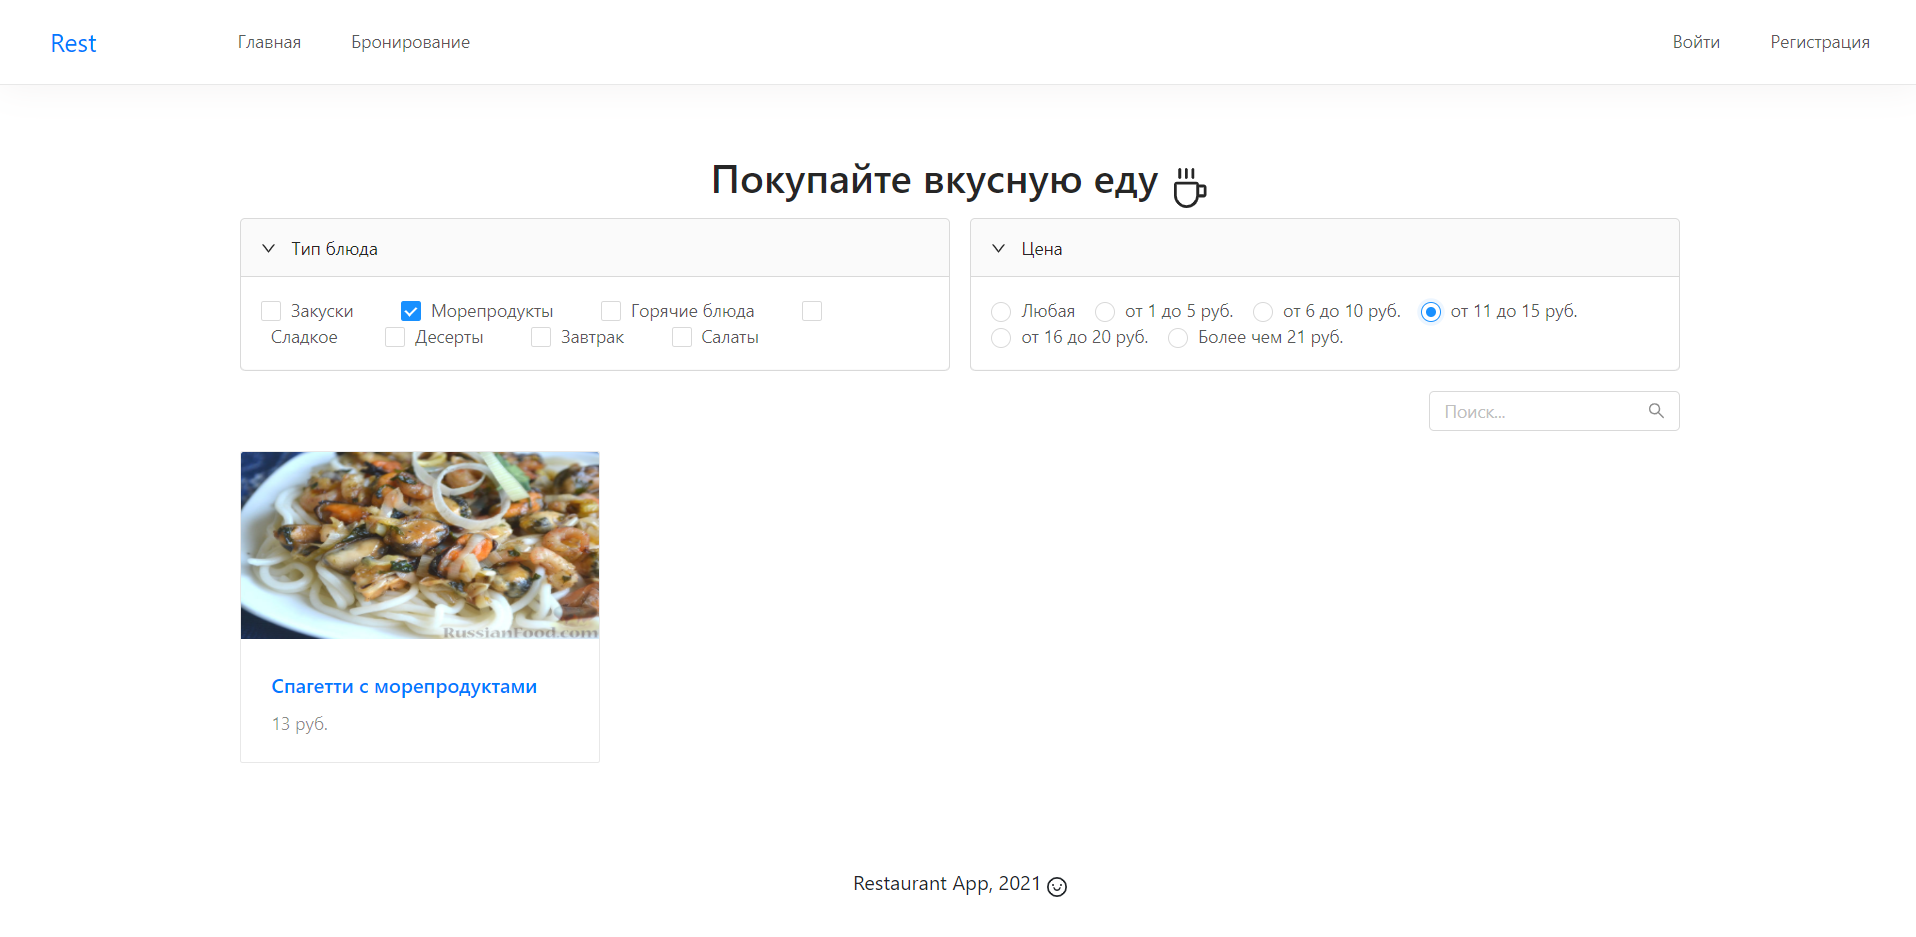 Rest
Главная
Бронирование
Войти
Регистрация
Покупайте вкусную еду
Тип блюда
Закуски
Морепродукты
Горячие блюда
Сладкое
Десерты
Завтрак
Салаты
Цена
Любая
от 1 до 5 руб.
от 6 до 10 руб.
от 11 до 15 руб.
от 16 до 20 руб.
Более чем 21 руб.
Поиск...
RussianFood.com
Спагетти с морепродуктами
13 руб.
Restaurant App, 2021